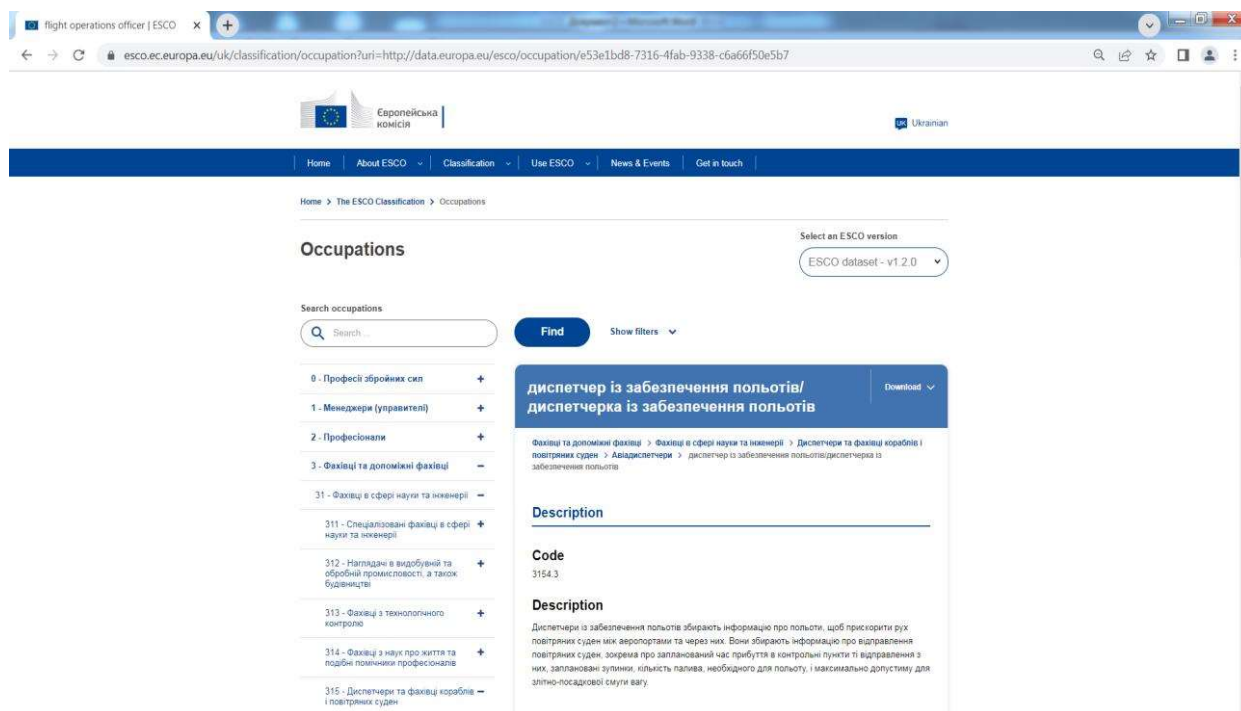 flight operations officer | ESCO
esco.ec.europa.eu/uk/classification/occupation?uri=http://data.europa.eu/esco/occupation/e53e1bd8-7316-4fab-9338-c6a66f50e5b7
Європейська
комісія
UK Ukrainian
Home About ESCO Classification Use ESCO News & Events Get in touch
Home > The ESCO Classification > Occupations
Select an ESCO version
Occupations
ESCO dataset - v1.2.0
Search occupations
Search ...
Find
Show filters
0 - Професії збройних сил
1 - Менеджери (управителі)
2 - Професіонали
3 - Фахівці та допоміжні фахівці
31 - Фахівці в сфері науки та інженерії
311 - Спеціалізовані фахівці в сфері
науки та інженерії
312 - Наглядачі в видобувній та
обробній промисловості, а також
будівництві
313 - Фахівці з технологічного
контролю
314 - Фахівці з наук про життя та
подібні помічники професіоналів
315 - Диспетчери та фахівці кораблів
і повітряних суден
диспетчер із забезпечення польотів/
диспетчерка із забезпечення польотів
Download
Фахівці та допоміжні фахівці > Фахівці в сфері науки та інженерії > Диспетчери та фахівці кораблів і
повітряних суден > Авіадиспетчери > диспетчер із забезпечення польотів/диспетчерка із
забезпечення польотів
Description
Code
3154.3
Description
Диспетчери із забезпечення польотів збирають інформацію про польоти, щоб прискорити рух
повітряних суден між аеропортами та через них. Вони збирають інформацію про відправлення
повітряних суден, зокрема про запланований час прибуття в контрольні пункти ті відправлення з
них, заплановані зупинки, кількість палива, необхідного для польоту, і максимально допустиму для
злітно-посадкової смуги вагу.